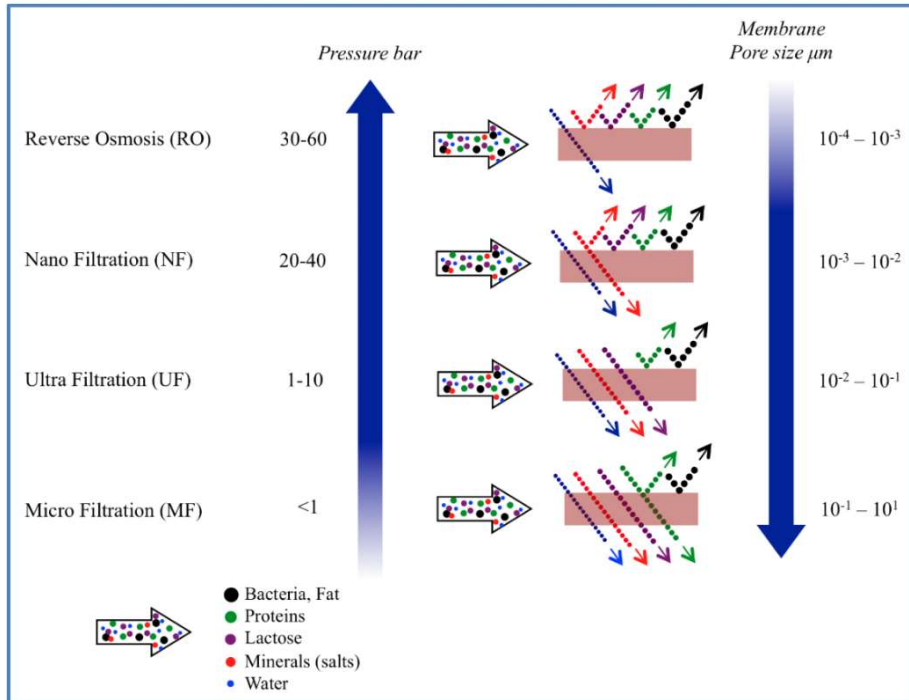 Pressure bar
Membrane
Pore size μm
Reverse Osmosis (RO)
30-60
10⁻⁴ – 10⁻³
Nano Filtration (NF)
20-40
10⁻³ – 10⁻²
Ultra Filtration (UF)
1-10
10⁻² – 10⁻¹
Micro Filtration (MF)
<1
10⁻¹ – 10¹
Bacteria, Fat
Proteins
Lactose
Minerals (salts)
Water